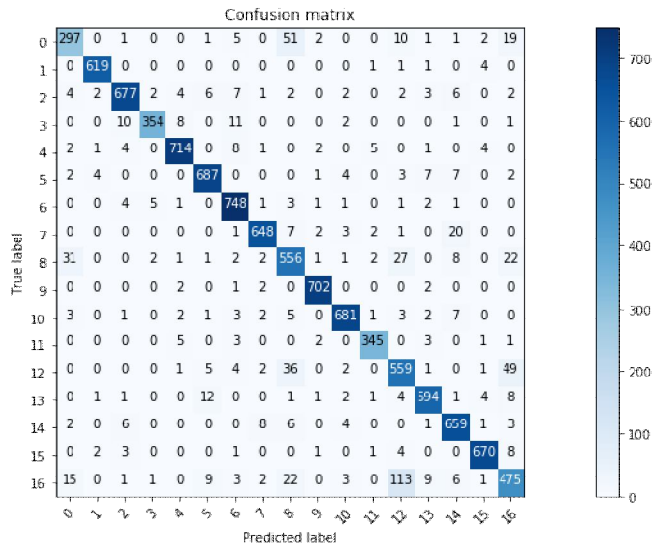 Confusion matrix
0 297 0 1 0 0 1 5 0 51 2 0 0 10 1 1 2 19
1 0 619 0 0 0 0 0 0 0 0 0 1 1 1 0 4 0
2 4 2 677 2 4 6 7 1 2 0 2 0 2 3 6 0 2
3 0 0 10 354 8 0 11 0 0 0 2 0 0 0 1 0 1
4 2 1 4 0 714 0 8 1 0 2 0 5 0 1 0 4 0
5 2 4 0 0 0 687 0 0 0 1 4 0 3 7 7 0 2
6 0 0 4 5 1 0 748 1 3 1 1 0 1 2 1 0 0
7 0 0 0 0 0 0 1 648 7 2 3 2 1 0 20 0 0
8 31 0 0 2 1 1 2 2 556 1 1 2 27 0 8 0 22
9 0 0 0 0 2 0 1 2 0 702 0 0 0 2 0 0 0
10 3 0 1 0 2 1 3 2 5 0 681 1 3 2 7 0 0
11 0 0 0 0 5 0 3 0 0 2 0 345 0 3 0 1 1
12 0 0 0 0 1 5 4 2 36 0 2 0 559 1 0 1 49
13 0 1 1 0 0 12 0 0 1 1 2 1 4 594 1 4 8
14 2 0 6 0 0 0 0 8 6 0 4 0 0 1 659 1 3
15 0 2 3 0 0 0 1 0 0 1 0 1 4 0 0 670 8
16 15 0 1 1 0 9 3 2 22 0 3 0 113 9 6 1 475
0 1 2 3 4 5 6 7 8 9 10 11 12 13 14 15 16
Predicted label
True label
700
600
500
400
300
200
100
0